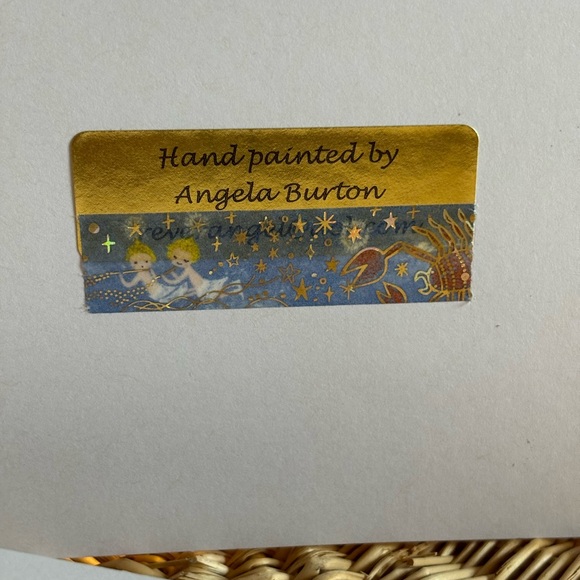 Hand painted by
Angela Burton